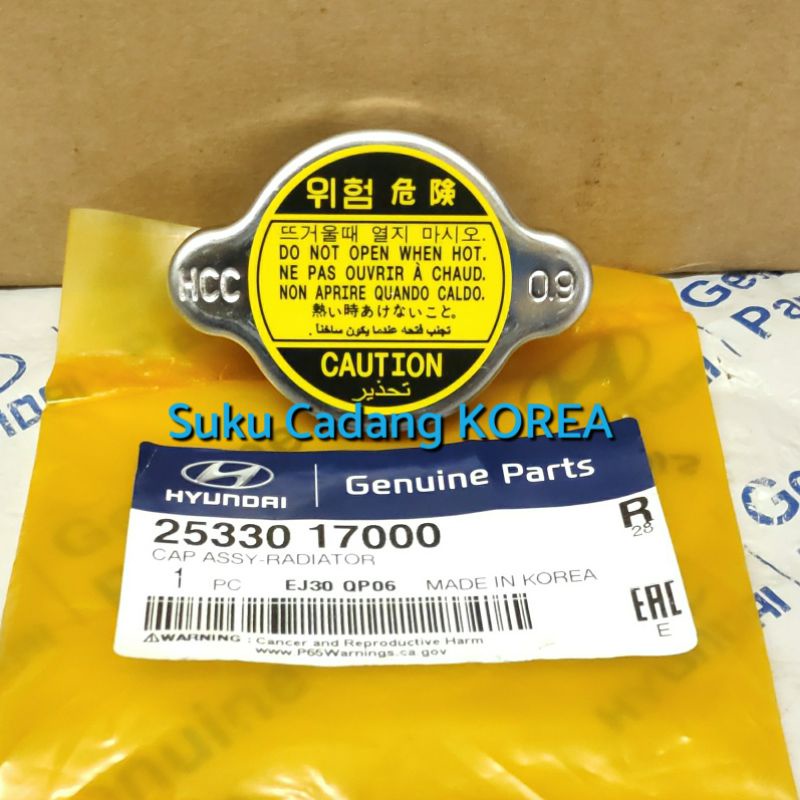 위험 危険
뜨거울때 열지 마시오.
DO NOT OPEN WHEN HOT.
NE PAS OUVRIR À CHAUD.
NON APRIRE QUANDO CALDO.
熱い時あけないこと。
تجنب فتحه عندما يكون ساخناً.
HCC
0.9
CAUTION
تحذير
Suku Cadang KOREA
HYUNDAI
Genuine Parts
25330 17000
R
28
CAP ASSY-RADIATOR
1 PC EJ30 QP06 MADE IN KOREA
EAC
E
WARNING : Cancer and Reproductive Harm
www.P65Warnings.ca.gov